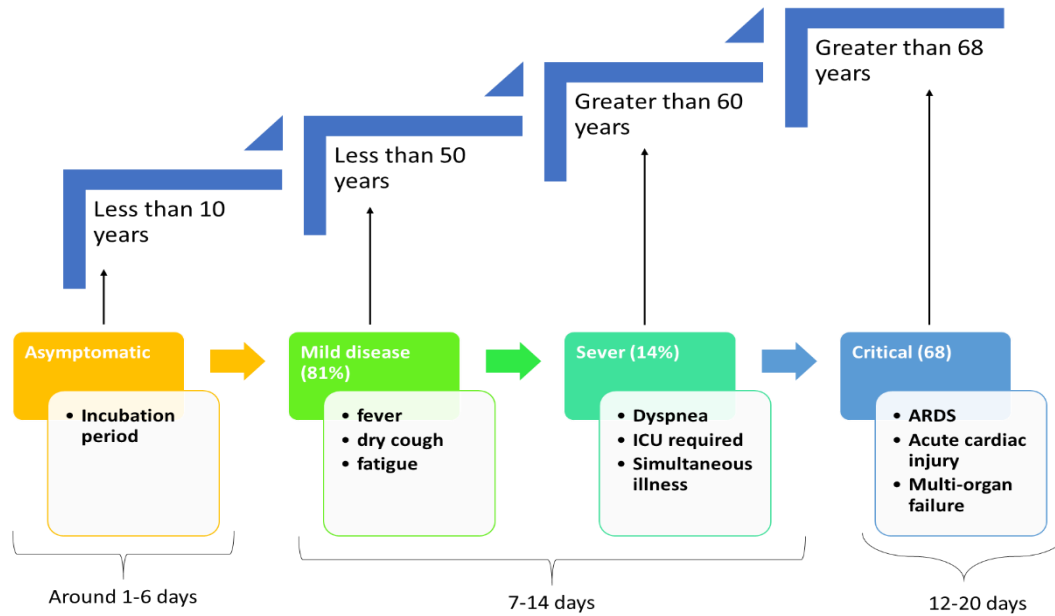 Less than 10
years
Less than 50
years
Greater than 60
years
Greater than 68
years
Asymptomatic
• Incubation
period
Mild disease
(81%)
• fever
• dry cough
• fatigue
Sever (14%)
• Dyspnea
• ICU required
• Simultaneous
illness
Critical (68)
• ARDS
• Acute cardiac
injury
• Multi-organ
failure
Around 1-6 days
7-14 days
12-20 days